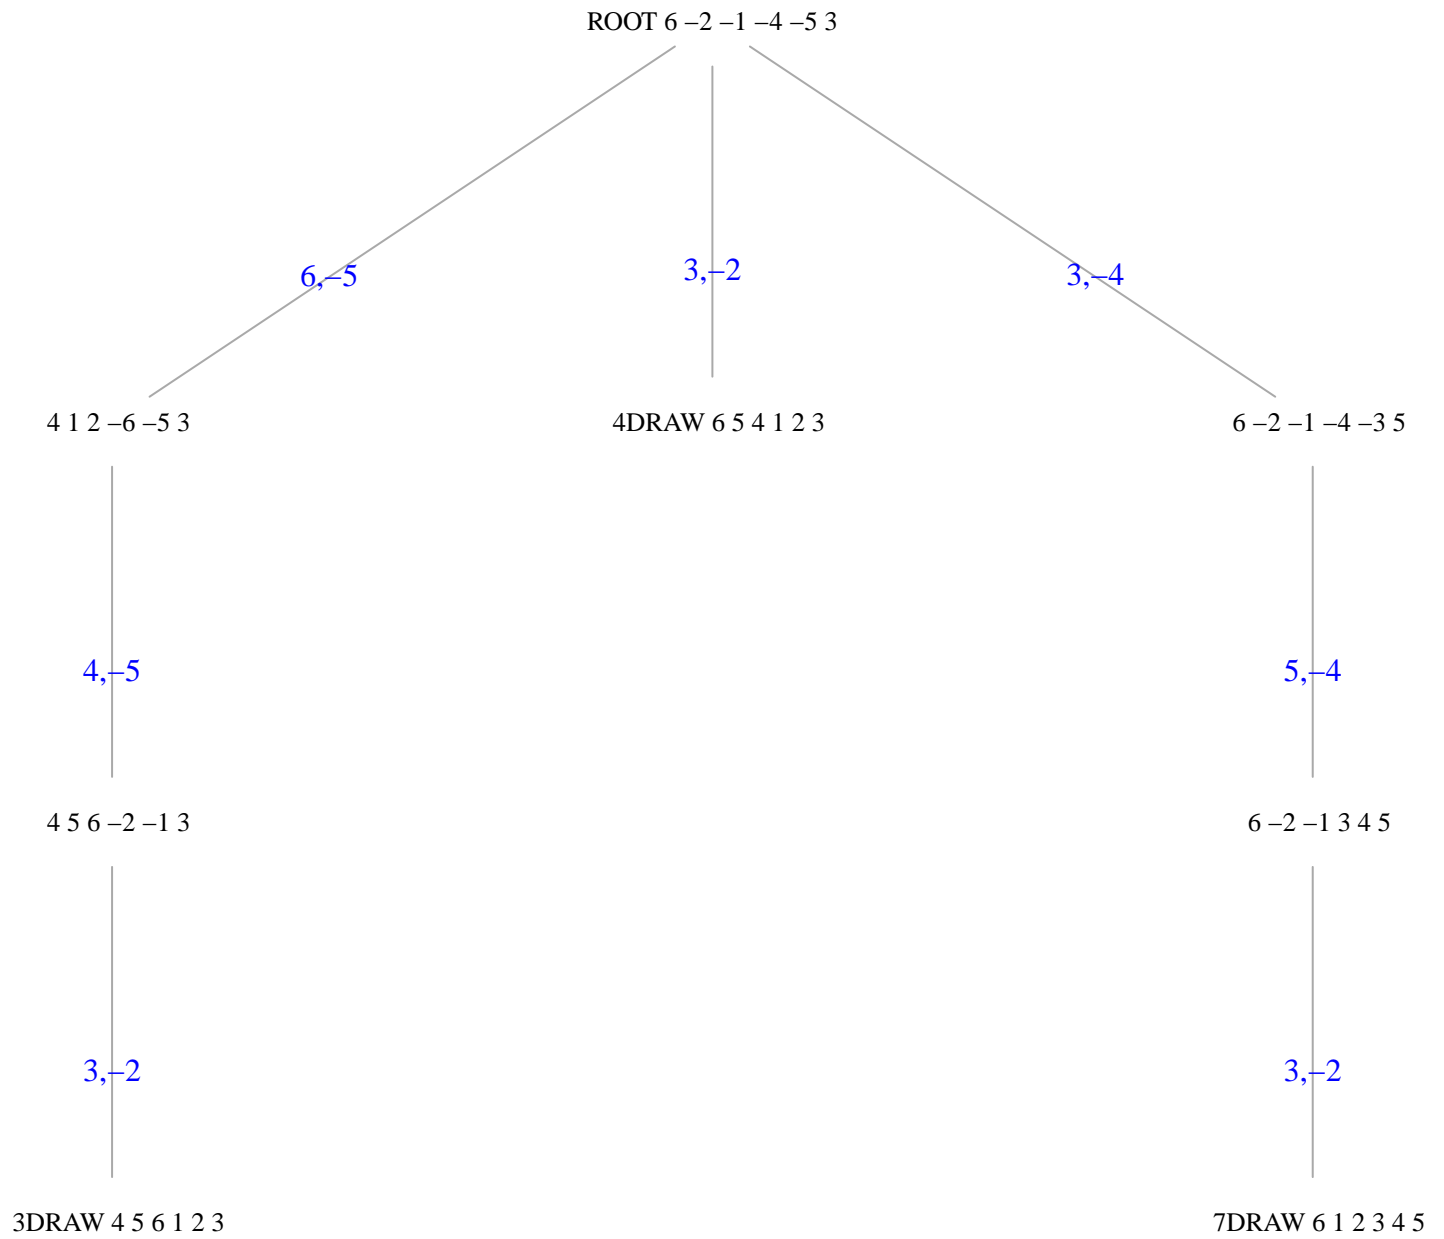 ROOT 6 –2 –1 –4 –5 3
6,–5
3,–2
3,–4
4 1 2 –6 –5 3
4DRAW 6 5 4 1 2 3
6 –2 –1 –4 –3 5
4,–5
5,–4
4 5 6 –2 –1 3
6 –2 –1 3 4 5
3,–2
3,–2
3DRAW 4 5 6 1 2 3
7DRAW 6 1 2 3 4 5